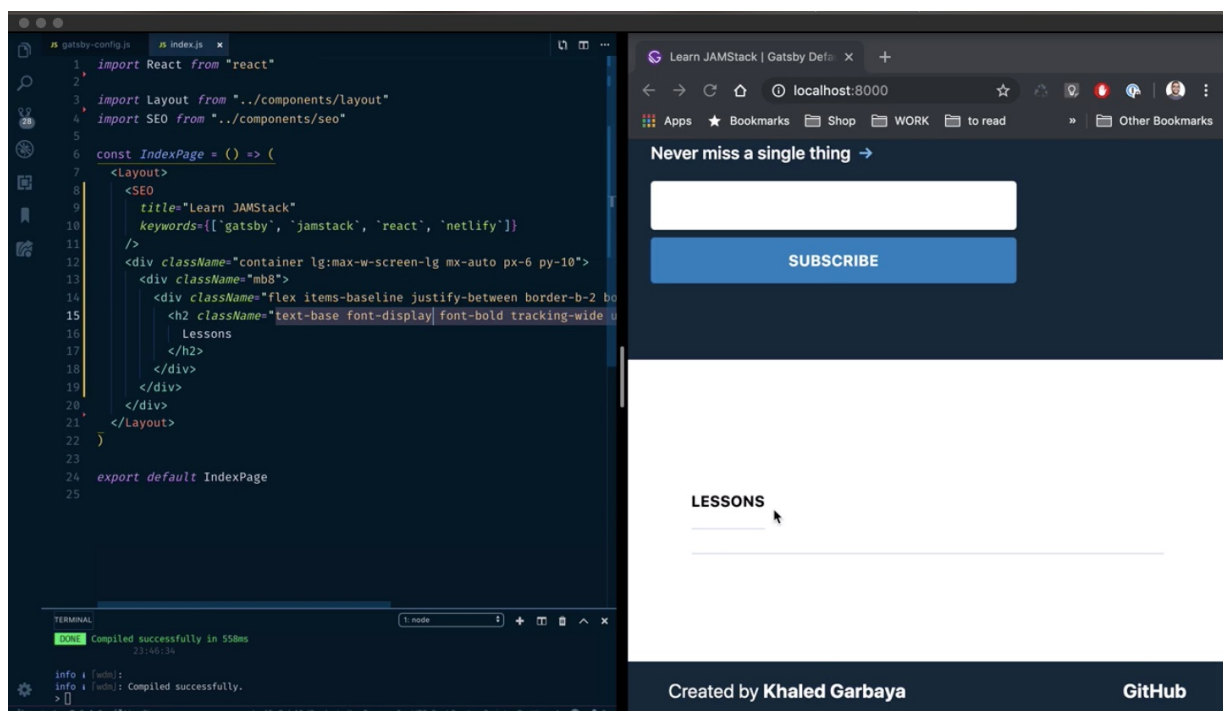 JS gatsby-config.js JS index.js x
1 import React from "react"
2
3 import Layout from "../components/layout"
4 import SEO from "../components/seo"
5
6 const IndexPage = () => (
7 <Layout>
8 <SEO
9 title="Learn JAMStack"
10 keywords={[`gatsby`, `jamstack`, `react`, `netlify`]}
11 />
12 <div className="container lg:max-w-screen-lg mx-auto px-6 py-10">
13 <div className="mb8">
14 <div className="flex items-baseline justify-between border-b-2 bo
15 <h2 className="text-base font-display font-bold tracking-wide u
16 Lessons
17 </h2>
18 </div>
19 </div>
20 </div>
21 </Layout>
22 )
23
24 export default IndexPage
25
28
TERMINAL 1: node
DONE Compiled successfully in 558ms
23:46:34
info i ｢wdm｣:
info i ｢wdm｣: Compiled successfully.
>
Learn JAMStack | Gatsby Defa
localhost:8000
Apps Bookmarks Shop WORK to read » Other Bookmarks
Never miss a single thing →
SUBSCRIBE
LESSONS
Created by Khaled Garbaya GitHub